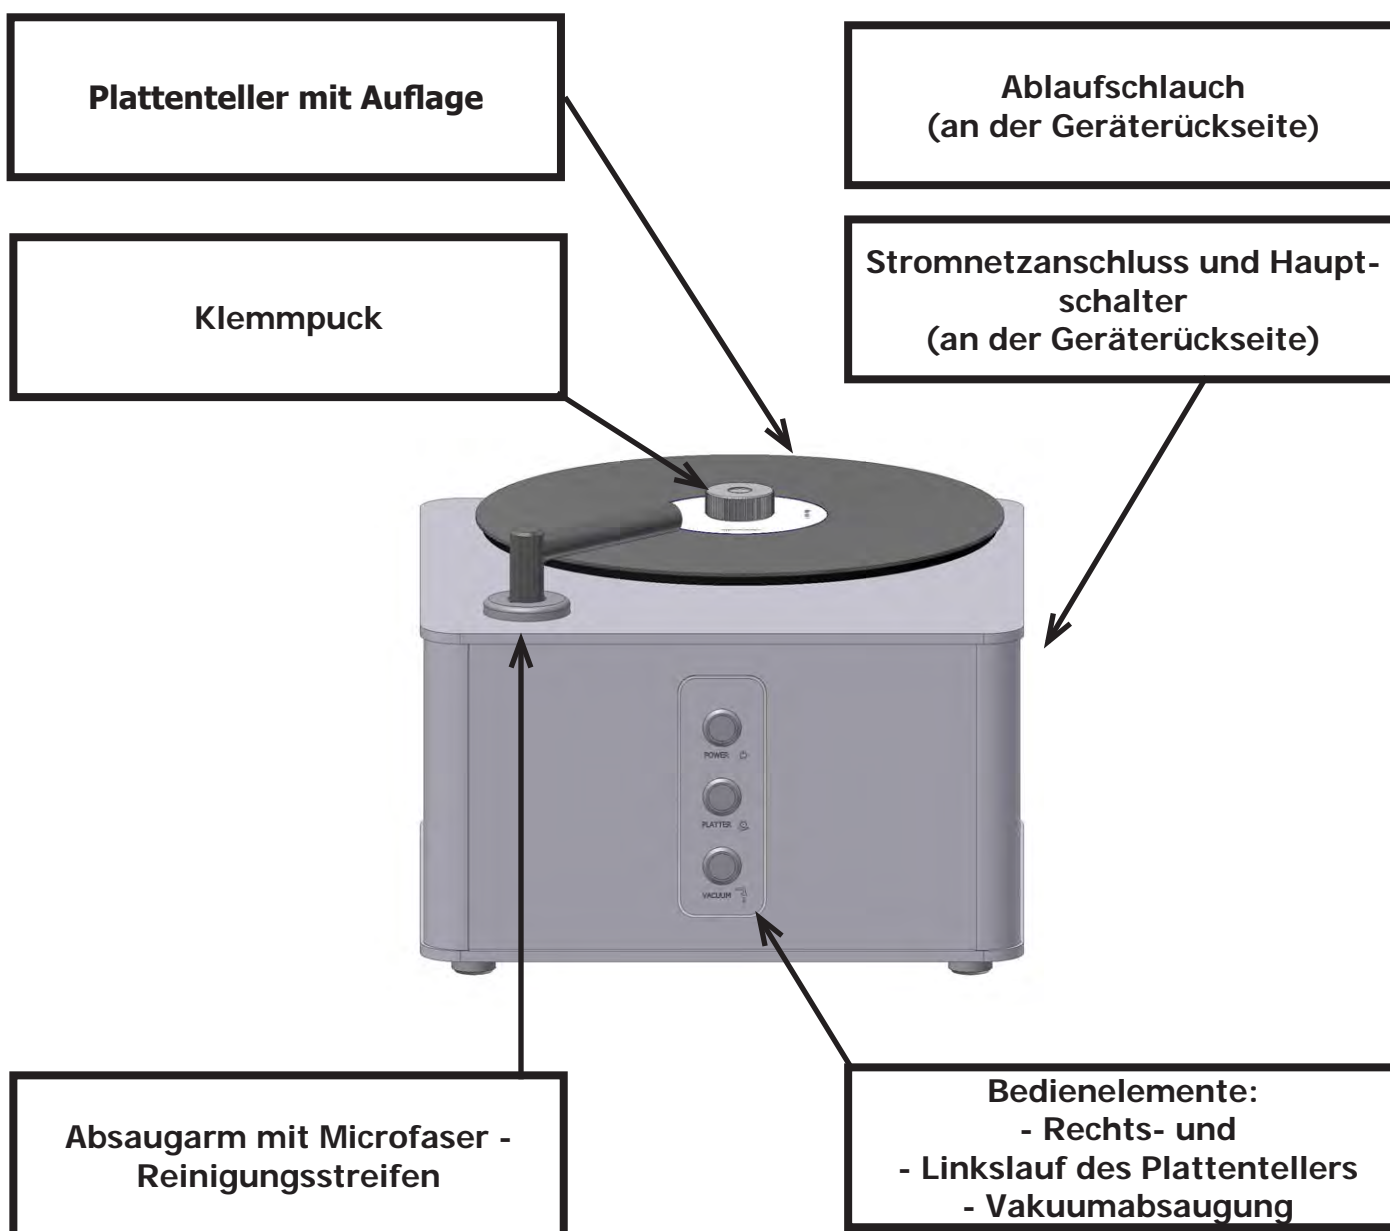 Plattenteller mit Auflage
Ablaufschlauch
(an der Geräterückseite)
Klemmpuck
Stromnetzanschluss und Haupt-
schalter
(an der Geräterückseite)
POWER
PLATTER
VACUUM
Absaugarm mit Microfaser -
Reinigungsstreifen
Bedienelemente:
- Rechts- und
- Linkslauf des Plattentellers
- Vakuumabsaugung